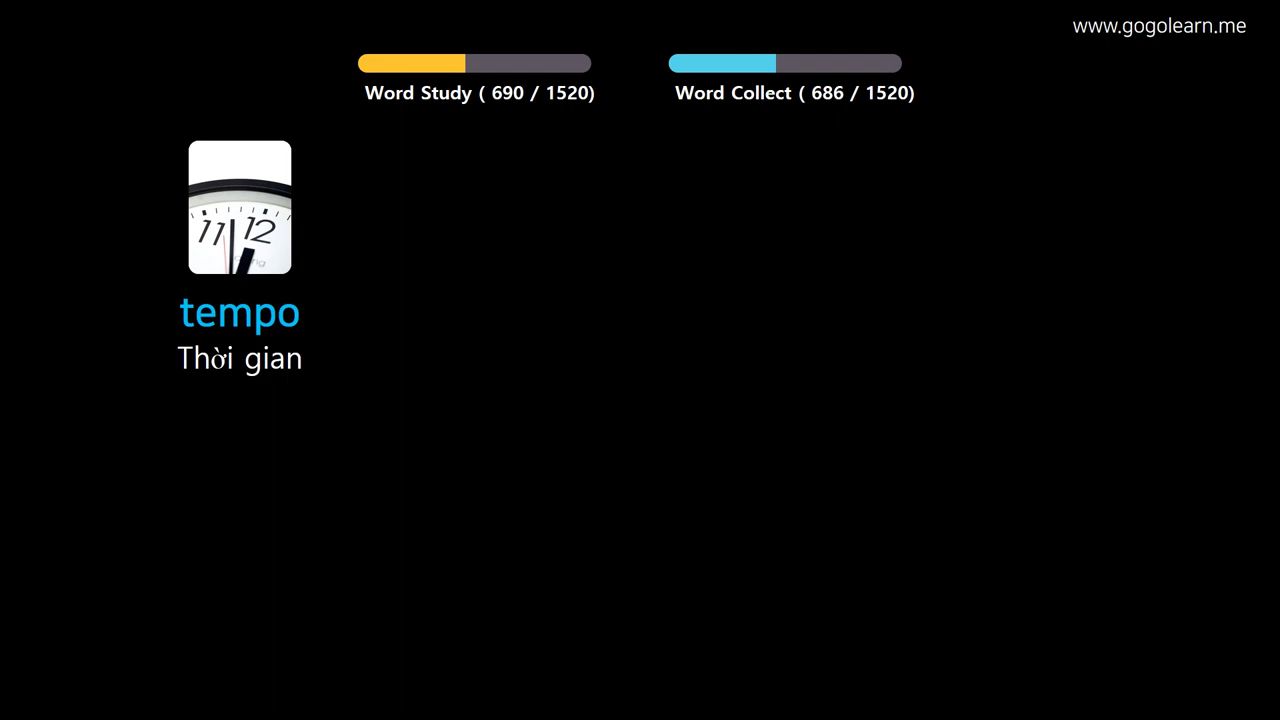 www.gogolearn.me
Word Study ( 690 / 1520)
Word Collect ( 686 / 1520)
11 12
tempo
Thời gian